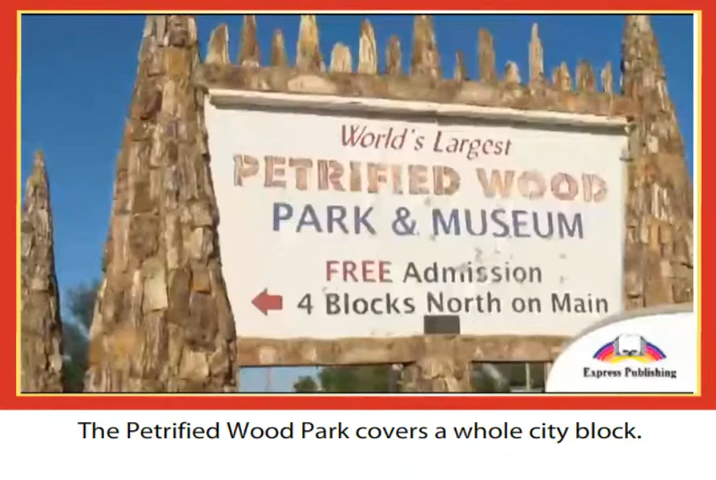 World's Largest
PETRIFIED WOOD
PARK & MUSEUM
FREE Admission
4 Blocks North on Main
Express Publishing
The Petrified Wood Park covers a whole city block.